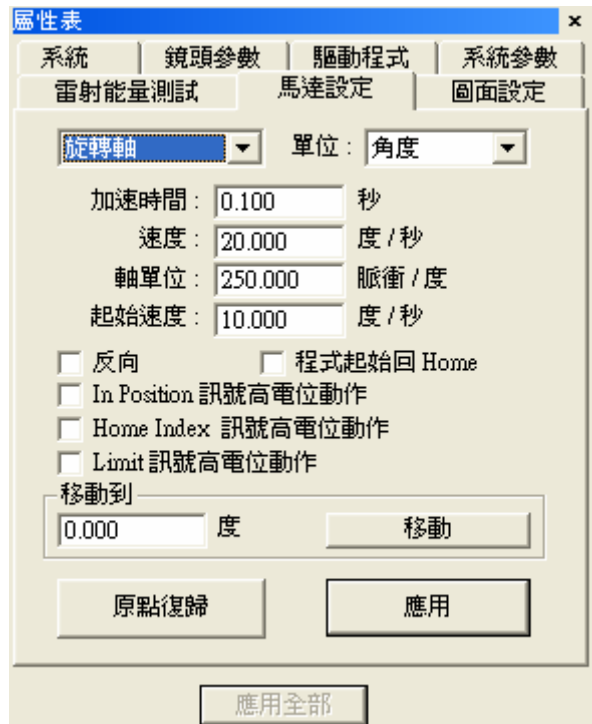 屬性表
系統 鏡頭參數 驅動程式 系統參數
雷射能量測試 馬達設定 圖面設定
旋轉軸 單位： 角度
加速時間： 0.100 秒
速度： 20.000 度 / 秒
軸單位： 250.000 脈衝 / 度
起始速度： 10.000 度 / 秒
反向 程式起始回 Home
In Position 訊號高電位動作
Home Index 訊號高電位動作
Limit 訊號高電位動作
移動到
0.000 度 移動
原點復歸 應用
應用全部